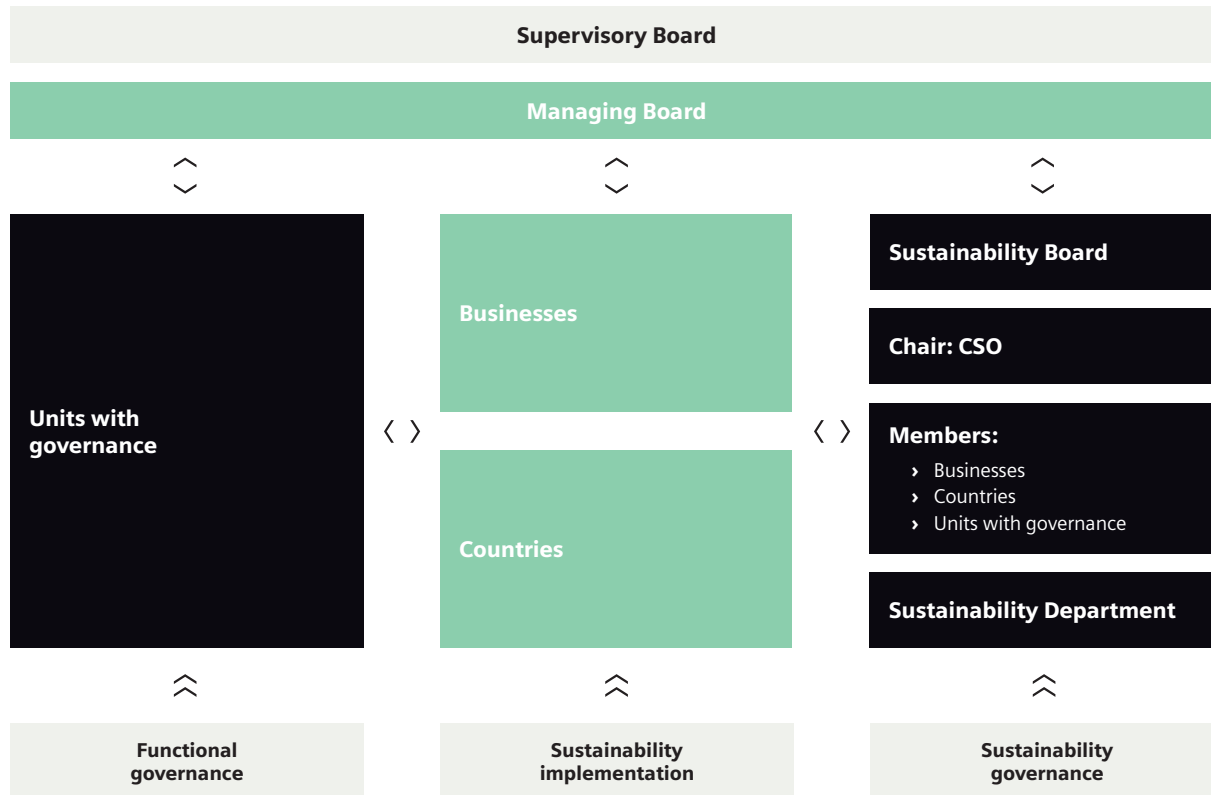 Supervisory Board
Managing Board
Units with
governance
Businesses
Countries
Sustainability Board
Chair: CSO
Members:
› Businesses
› Countries
› Units with governance
Sustainability Department
Functional
governance
Sustainability
implementation
Sustainability
governance